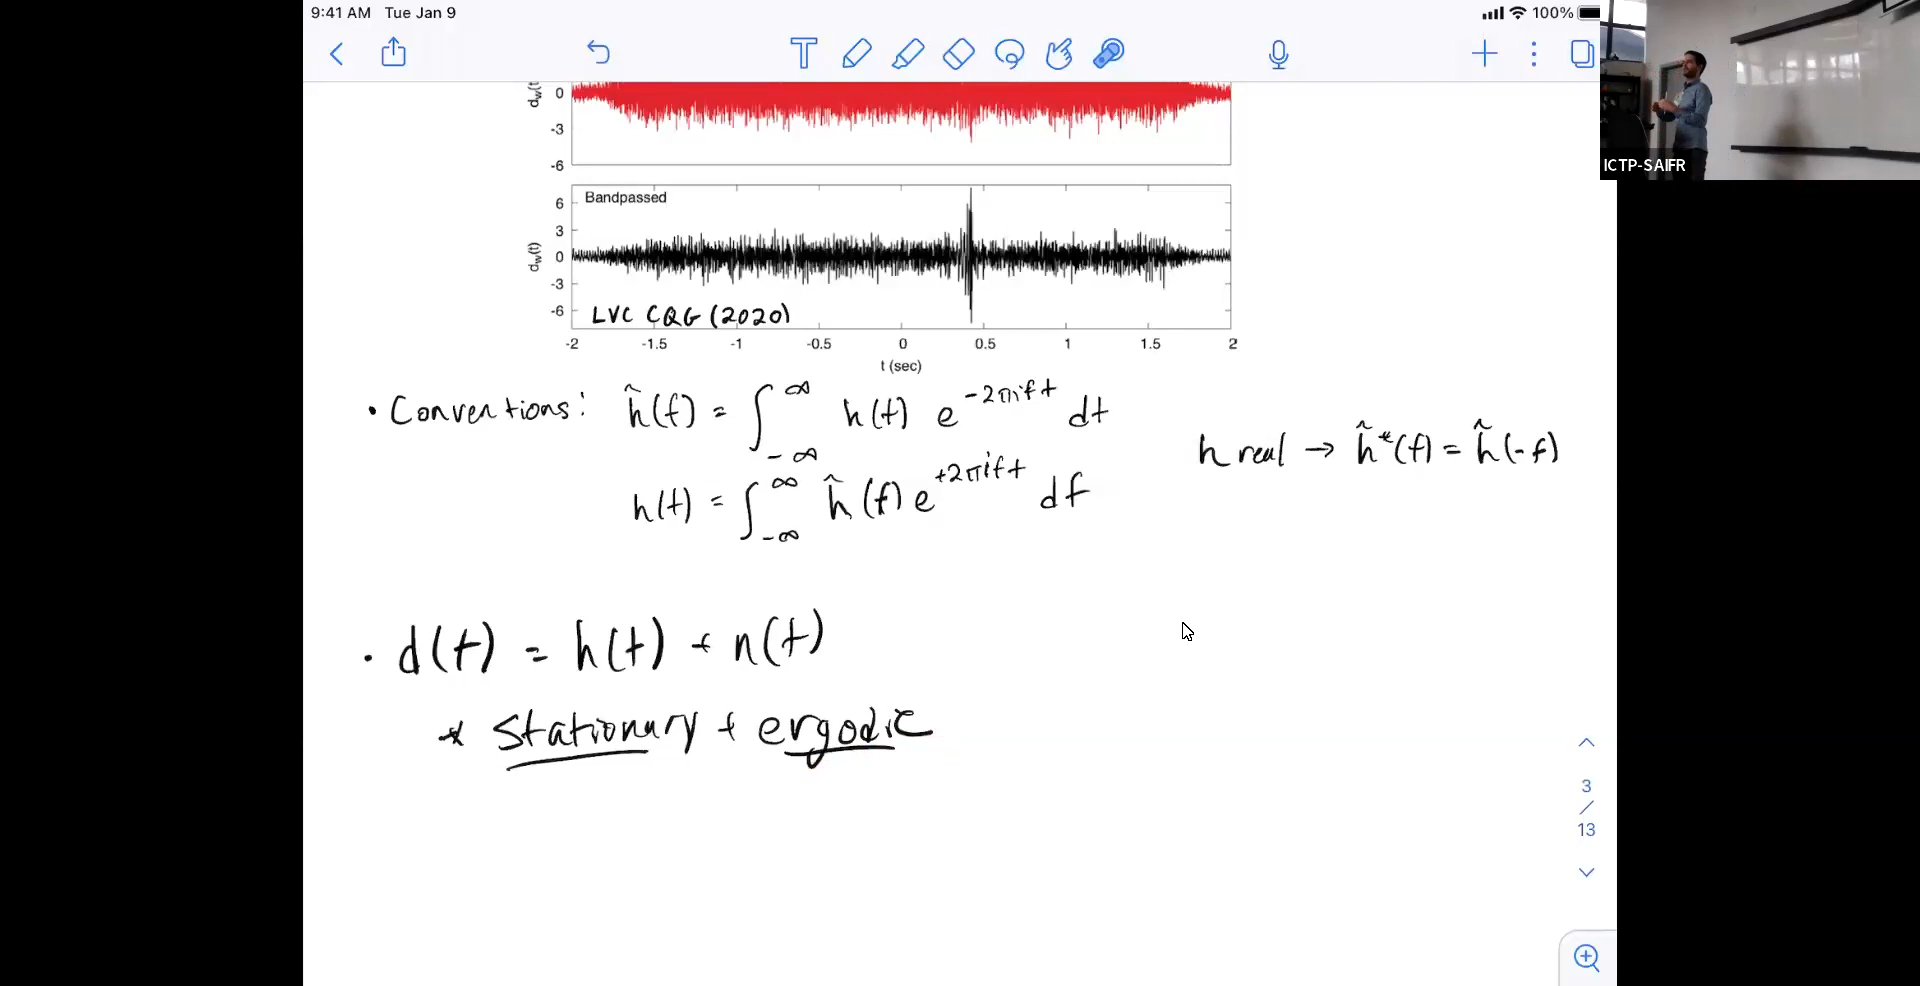 9:41 AM Tue Jan 9
100%
ICTP-SAIFR
d_w(t
0
-3
-6
Bandpassed
6
3
0
-3
-6
d_w(t)
LVC CQG (2020)
-2 -1.5 -1 -0.5 0 0.5 1 1.5 2
t (sec)
• Conventions: h̃(f) = ∫_{-∞}^{∞} h(t) e^{-2πift} dt
h real → h̃*(f) = h̃(-f)
h(t) = ∫_{-∞}^{∞} h̃(f) e^{+2πift} df
• d(t) = h(t) + n(t)
* stationary + ergodic
3
/
13